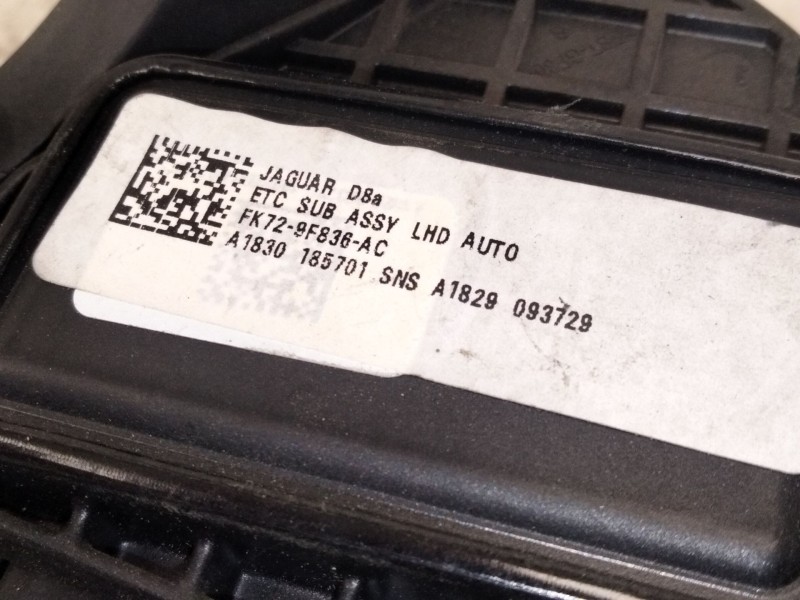 JAGUAR D8a
ETC SUB ASSY LHD AUTO
FK72-9F836-AC
A1830 185701 SNS A1829 093729